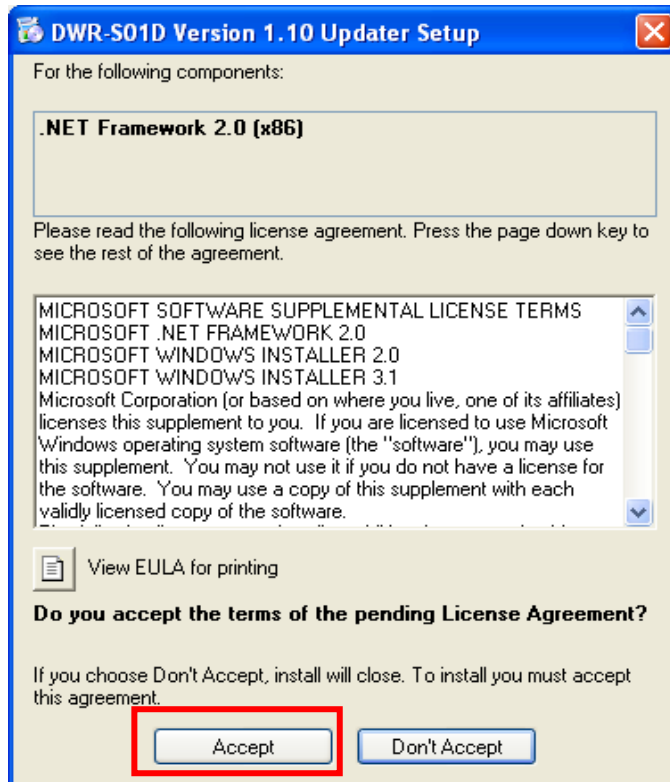 DWR-S01D Version 1.10 Updater Setup
For the following components:
.NET Framework 2.0 (x86)
Please read the following license agreement. Press the page down key to
see the rest of the agreement.
MICROSOFT SOFTWARE SUPPLEMENTAL LICENSE TERMS
MICROSOFT .NET FRAMEWORK 2.0
MICROSOFT WINDOWS INSTALLER 2.0
MICROSOFT WINDOWS INSTALLER 3.1
Microsoft Corporation (or based on where you live, one of its affiliates)
licenses this supplement to you.  If you are licensed to use Microsoft
Windows operating system software (the "software"), you may use
this supplement.  You may not use it if you do not have a license for
the software.  You may use a copy of this supplement with each
validly licensed copy of the software.
View EULA for printing
Do you accept the terms of the pending License Agreement?
If you choose Don't Accept, install will close. To install you must accept
this agreement.
Accept
Don't Accept